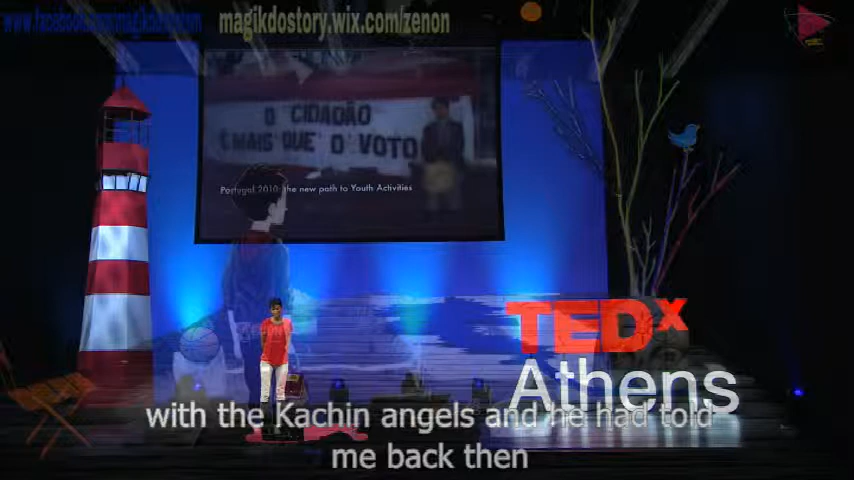 magikdostory.wix.com/zenon
O CIDADÃO
É MAIS QUE O VOTO
Portugal 2010: the new path to Youth Activities
TEDx
Athens
with the Kachin angels and he had told
me back then